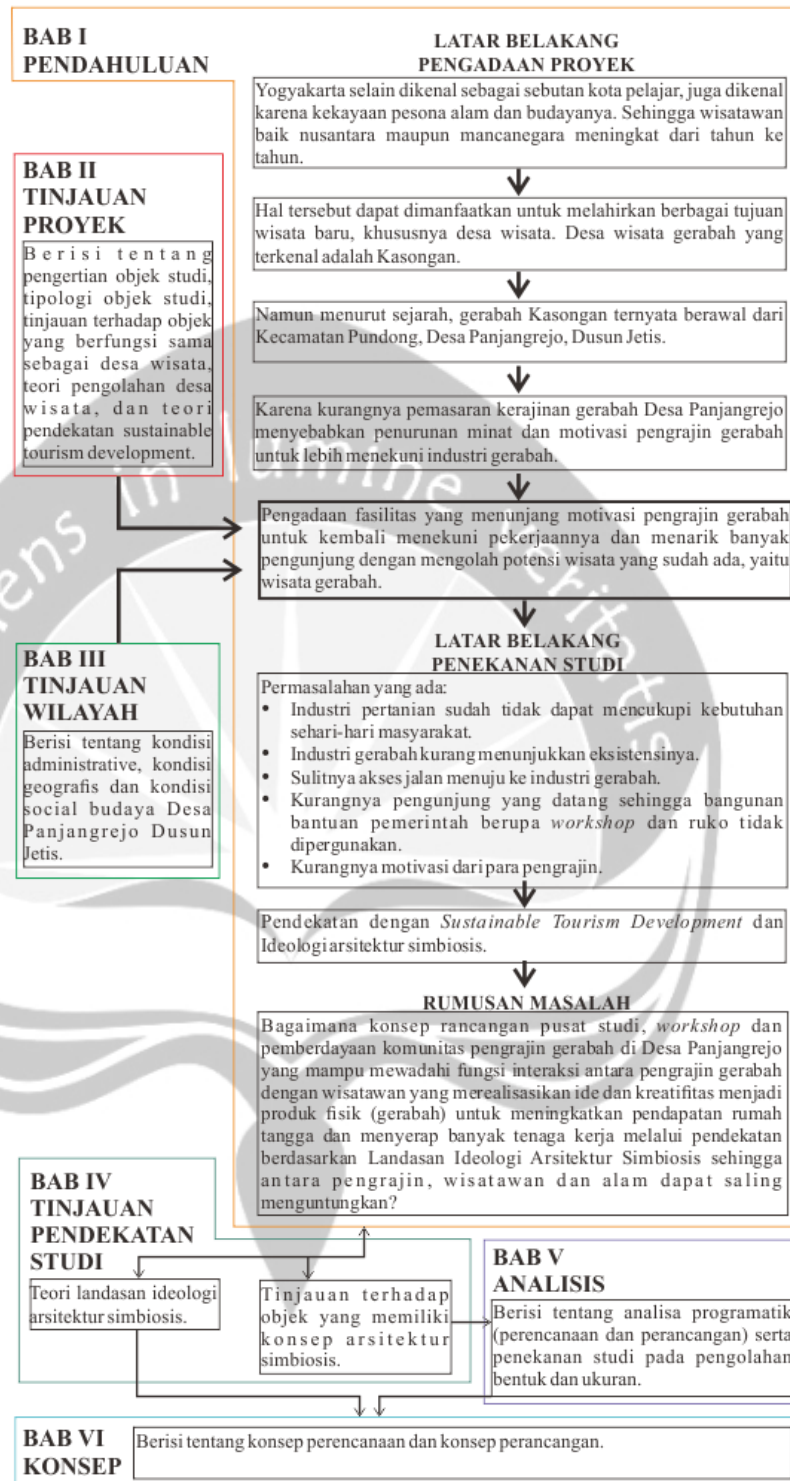 BAB I
PENDAHULUAN
LATAR BELAKANG
PENGADAAN PROYEK
Yogyakarta selain dikenal sebagai sebutan kota pelajar, juga dikenal
karena kekayaan pesona alam dan budayanya. Sehingga wisatawan
baik nusantara maupun mancanegara meningkat dari tahun ke
tahun.
Hal tersebut dapat dimanfaatkan untuk melahirkan berbagai tujuan
wisata baru, khususnya desa wisata. Desa wisata gerabah yang
terkenal adalah Kasongan.
Namun menurut sejarah, gerabah Kasongan ternyata berawal dari
Kecamatan Pundong, Desa Panjangrejo, Dusun Jetis.
Karena kurangnya pemasaran kerajinan gerabah Desa Panjangrejo
menyebabkan penurunan minat dan motivasi pengrajin gerabah
untuk lebih menekuni industri gerabah.
BAB II
TINJAUAN
PROYEK
Berisi tentang
pengertian objek studi,
tipologi objek studi,
tinjauan terhadap objek
yang berfungsi sama
sebagai desa wisata,
teori pengolahan desa
wisata, dan teori
pendekatan sustainable
tourism development.
Pengadaan fasilitas yang menunjang motivasi pengrajin gerabah
untuk kembali menekuni pekerjaannya dan menarik banyak
pengunjung dengan mengolah potensi wisata yang sudah ada, yaitu
wisata gerabah.
BAB III
TINJAUAN
WILAYAH
Berisi tentang kondisi
administrative, kondisi
geografis dan kondisi
social budaya Desa
Panjangrejo Dusun
Jetis.
LATAR BELAKANG
PENEKANAN STUDI
Permasalahan yang ada:
• Industri pertanian sudah tidak dapat mencukupi kebutuhan
sehari-hari masyarakat.
• Industri gerabah kurang menunjukkan eksistensinya.
• Sulitnya akses jalan menuju ke industri gerabah.
• Kurangnya pengunjung yang datang sehingga bangunan
bantuan pemerintah berupa workshop dan ruko tidak
dipergunakan.
• Kurangnya motivasi dari para pengrajin.
Pendekatan dengan Sustainable Tourism Development dan
Ideologi arsitektur simbiosis.
RUMUSAN MASALAH
Bagaimana konsep rancangan pusat studi, workshop dan
pemberdayaan komunitas pengrajin gerabah di Desa Panjangrejo
yang mampu mewadahi fungsi interaksi antara pengrajin gerabah
dengan wisatawan yang merealisasikan ide dan kreatifitas menjadi
produk fisik (gerabah) untuk meningkatkan pendapatan rumah
tangga dan menyerap banyak tenaga kerja melalui pendekatan
berdasarkan Landasan Ideologi Arsitektur Simbiosis sehingga
antara pengrajin, wisatawan dan alam dapat saling
menguntungkan?
BAB IV
TINJAUAN
PENDEKATAN
STUDI
Teori landasan ideologi
arsitektur simbiosis.
Tinjauan terhadap
objek yang memiliki
konsep arsitektur
simbiosis.
BAB V
ANALISIS
Berisi tentang analisa programatik
(perencanaan dan perancangan) serta
penekanan studi pada pengolahan
bentuk dan ukuran.
BAB VI
KONSEP
Berisi tentang konsep perencanaan dan konsep perancangan.
ens in lumine veritatis